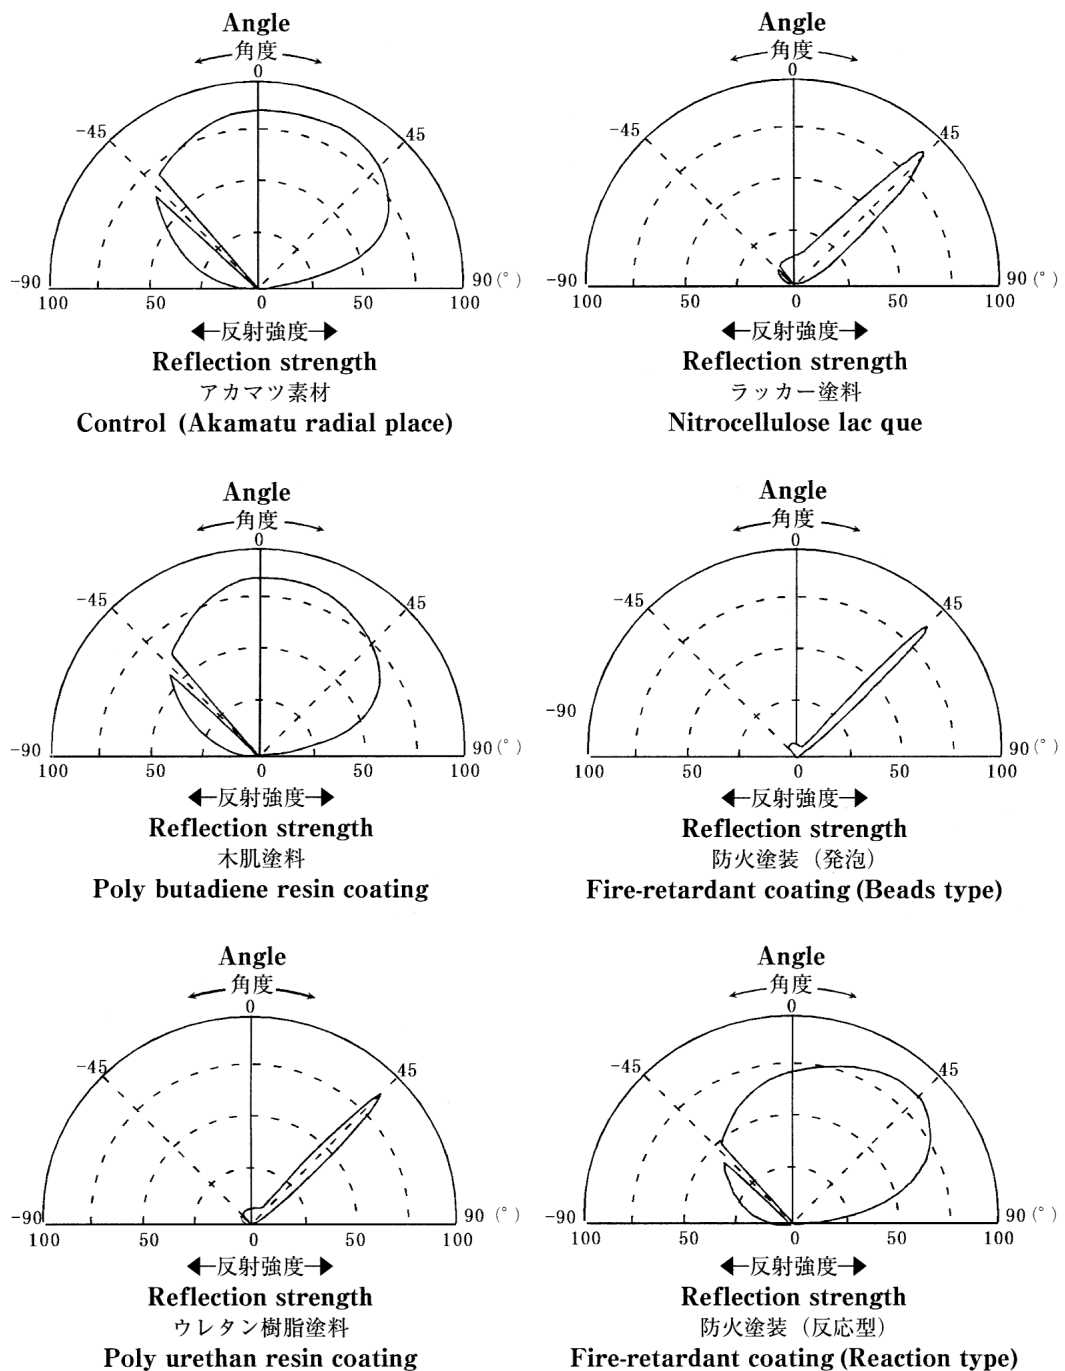 Angle
角度
0
-45
45
-90
90 (°)
100
50
0
50
100
反射強度
Reflection strength
アカマツ素材
Control (Akamatu radial place)
Angle
角度
0
-45
45
-90
90 (°)
100
50
0
50
100
反射強度
Reflection strength
ラッカー塗料
Nitrocellulose lac que
Angle
角度
0
-45
45
-90
90 (°)
100
50
0
50
100
反射強度
Reflection strength
木肌塗料
Poly butadiene resin coating
Angle
角度
0
-45
45
-90
90 (°)
100
50
0
50
100
反射強度
Reflection strength
防火塗装（発泡）
Fire-retardant coating (Beads type)
Angle
角度
0
-45
45
-90
90 (°)
100
50
0
50
100
反射強度
Reflection strength
ウレタン樹脂塗料
Poly urethan resin coating
Angle
角度
0
-45
45
-90
90 (°)
100
50
0
50
100
反射強度
Reflection strength
防火塗装（反応型）
Fire-retardant coating (Reaction type)